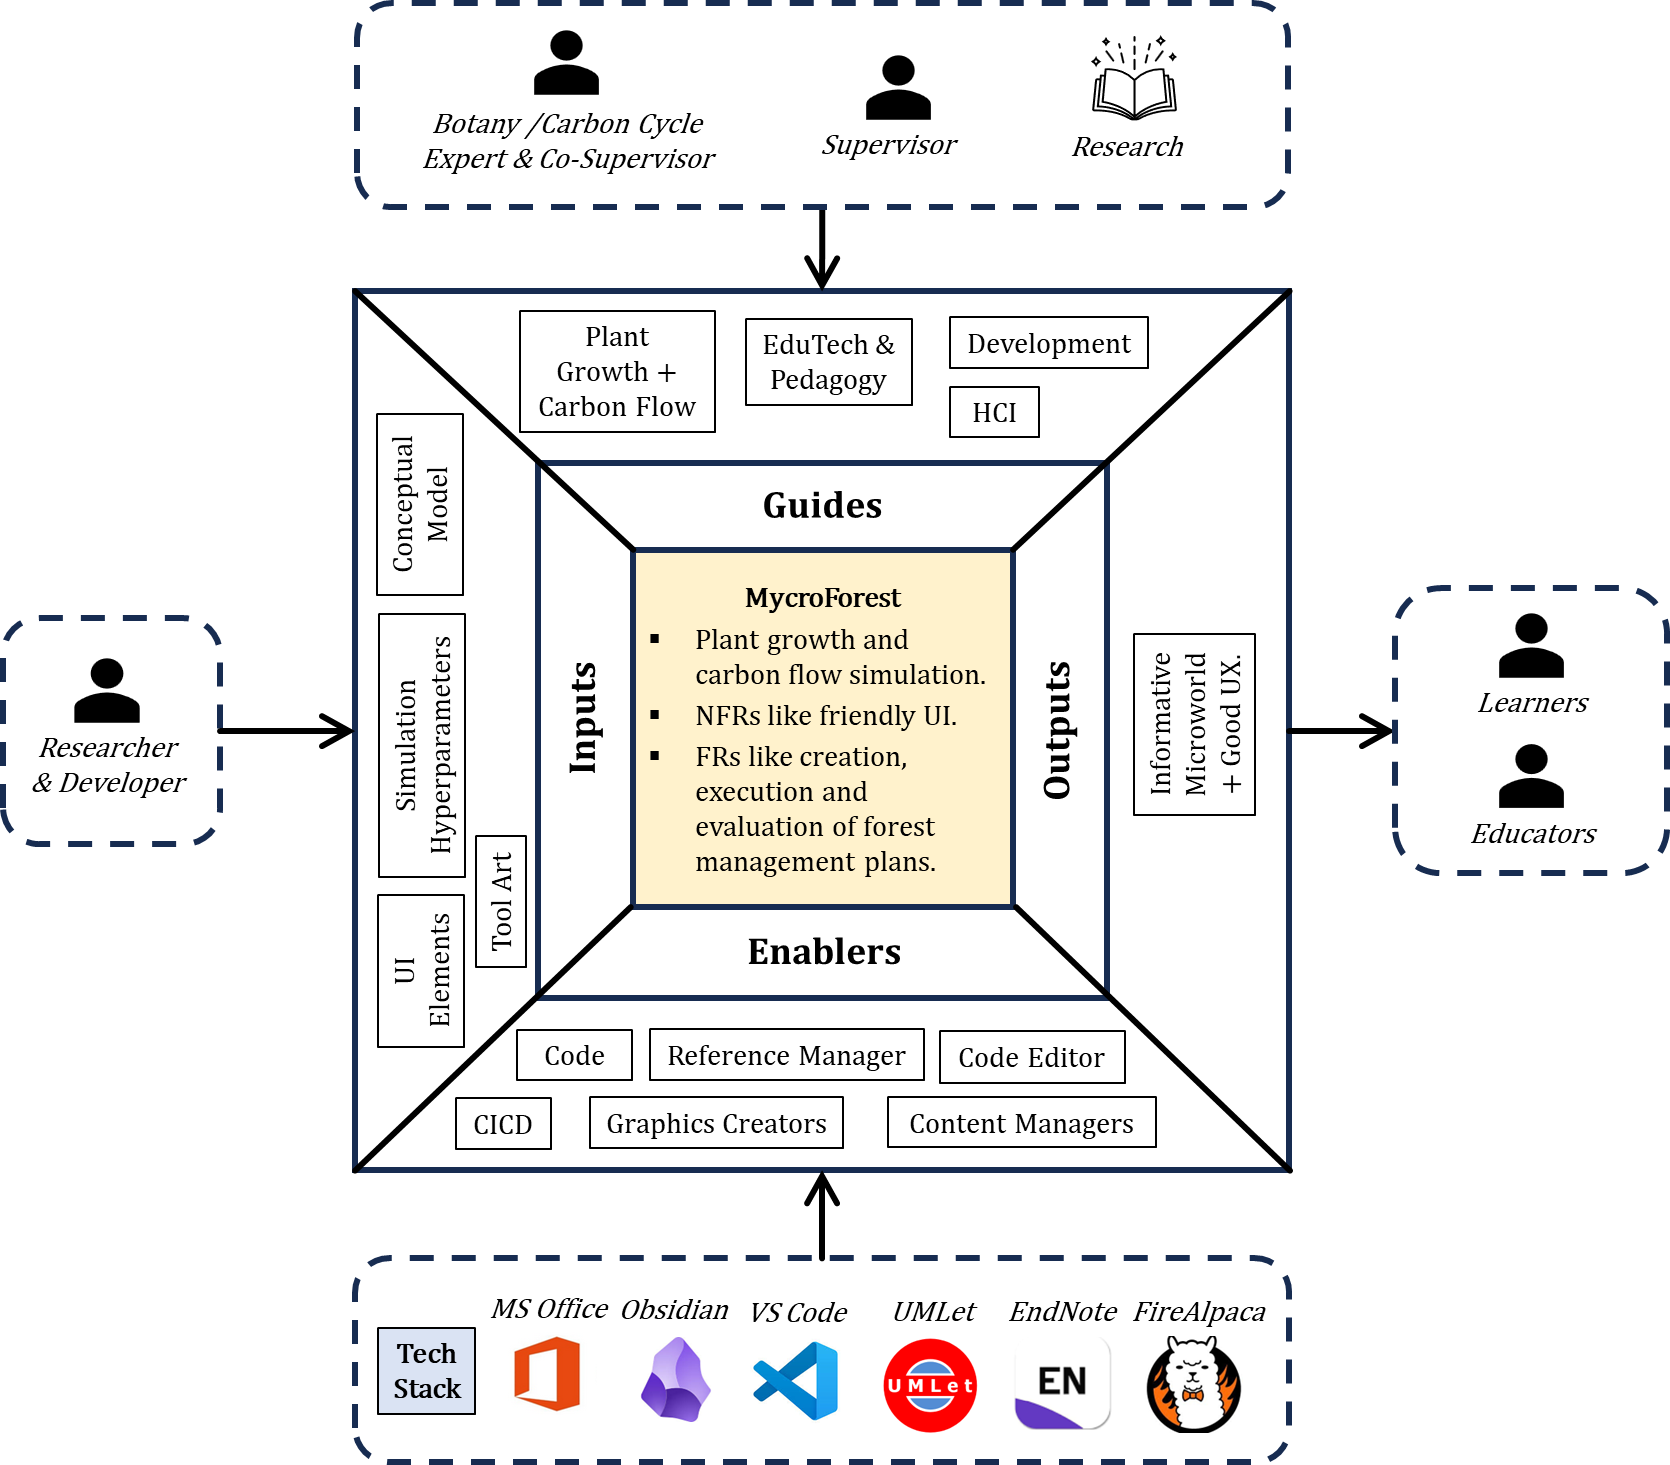 Botany /Carbon Cycle
Expert & Co-Supervisor
Supervisor
Research
Plant
Growth +
Carbon Flow
EduTech &
Pedagogy
Development
HCI
Guides
Researcher
& Developer
Conceptual
Model
Simulation
Hyperparameters
UI
Elements
Tool Art
Inputs
MycroForest
▪ Plant growth and
carbon flow simulation.
▪ NFRs like friendly UI.
▪ FRs like creation,
execution and
evaluation of forest
management plans.
Outputs
Informative
Microworld
+ Good UX.
Learners
Educators
Enablers
Code
Reference Manager
Code Editor
CICD
Graphics Creators
Content Managers
Tech
Stack
MS Office
Obsidian
VS Code
UMLet
UMLet
EndNote
EN
FireAlpaca